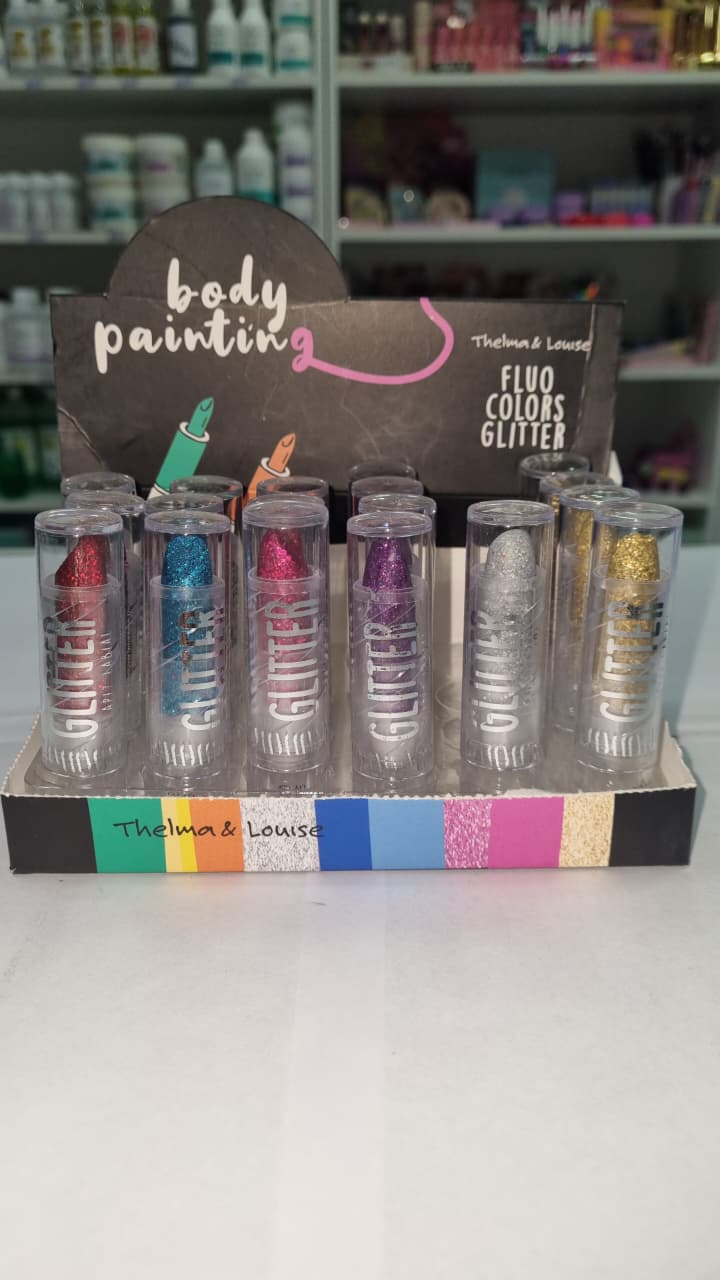 body
painting
Thelma & Louise
FLUO
COLORS
GLITTER
GLITTER
GLITTER
GLITTER
GLITTER
GLITTER
GLITTER
Thelma & Louise